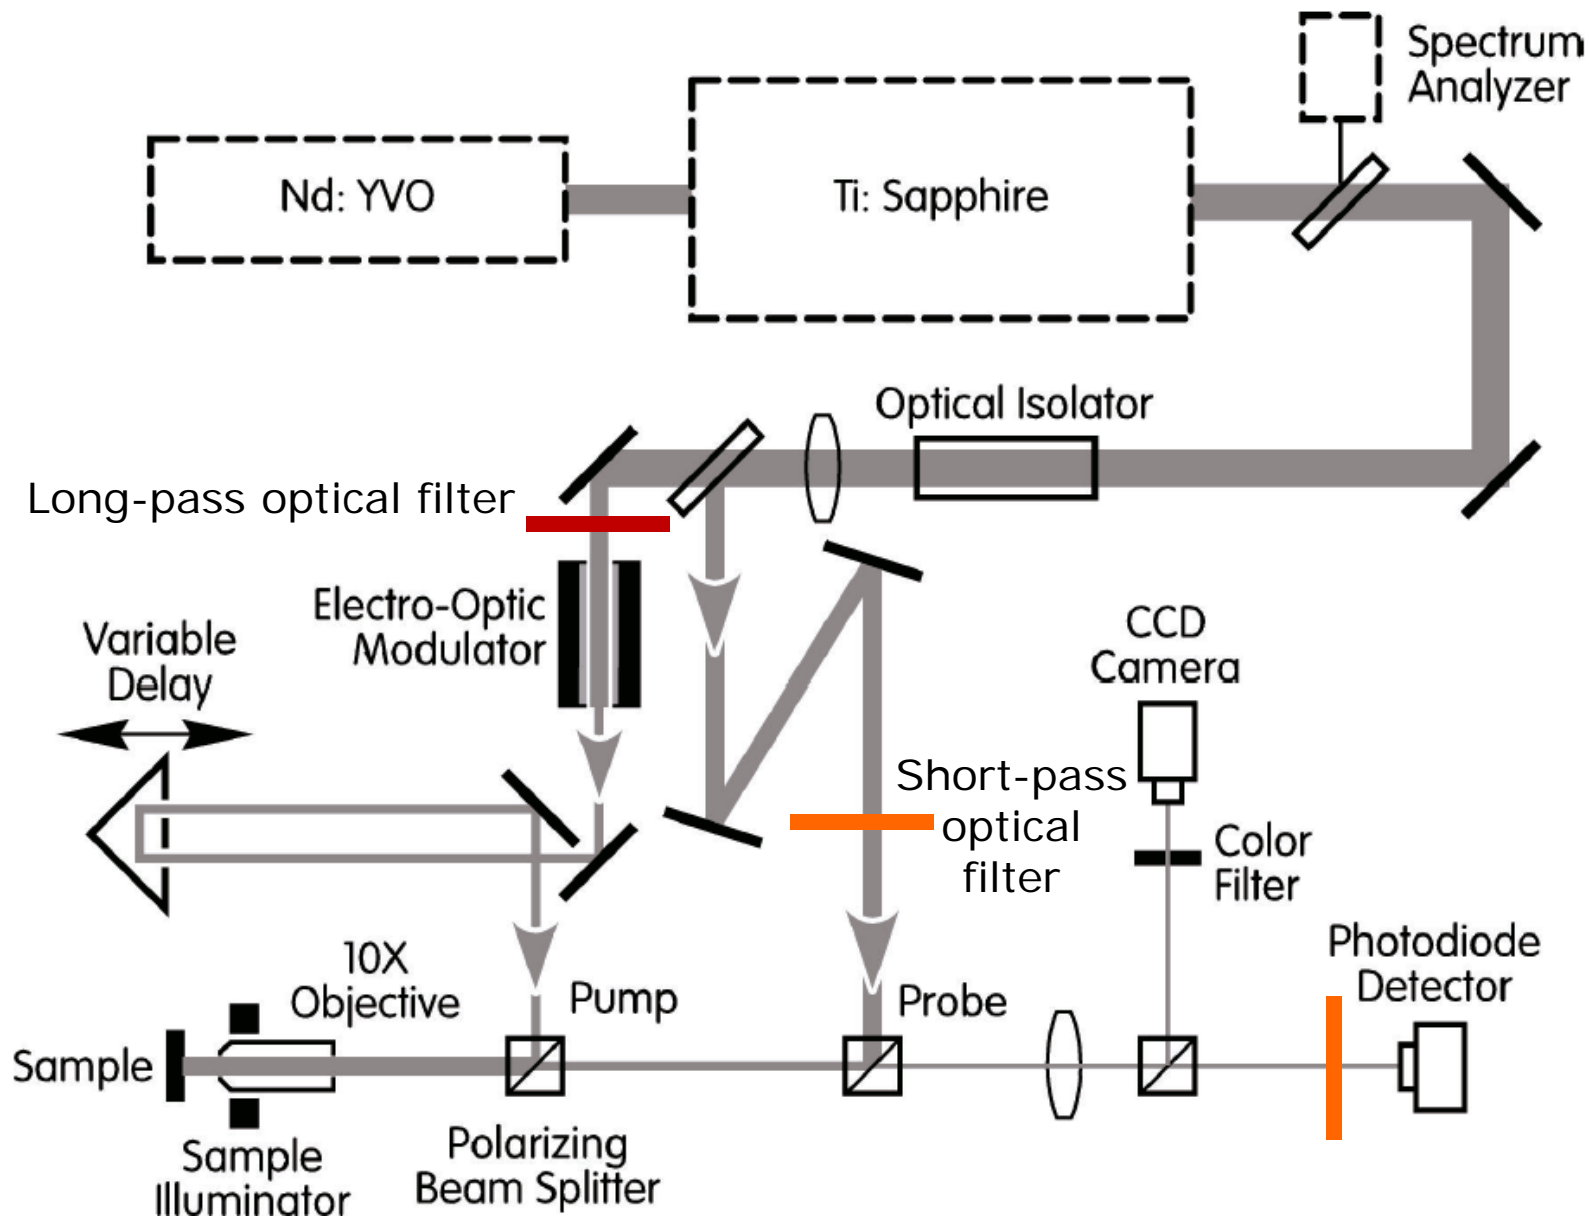 Spectrum
Analyzer
Nd: YVO
Ti: Sapphire
Optical Isolator
Long-pass optical filter
Electro-Optic
Modulator
Variable
Delay
CCD
Camera
Short-pass
optical
filter
Color
Filter
Photodiode
Detector
10X
Objective
Pump
Probe
Sample
Polarizing
Beam Splitter
Sample
Illuminator